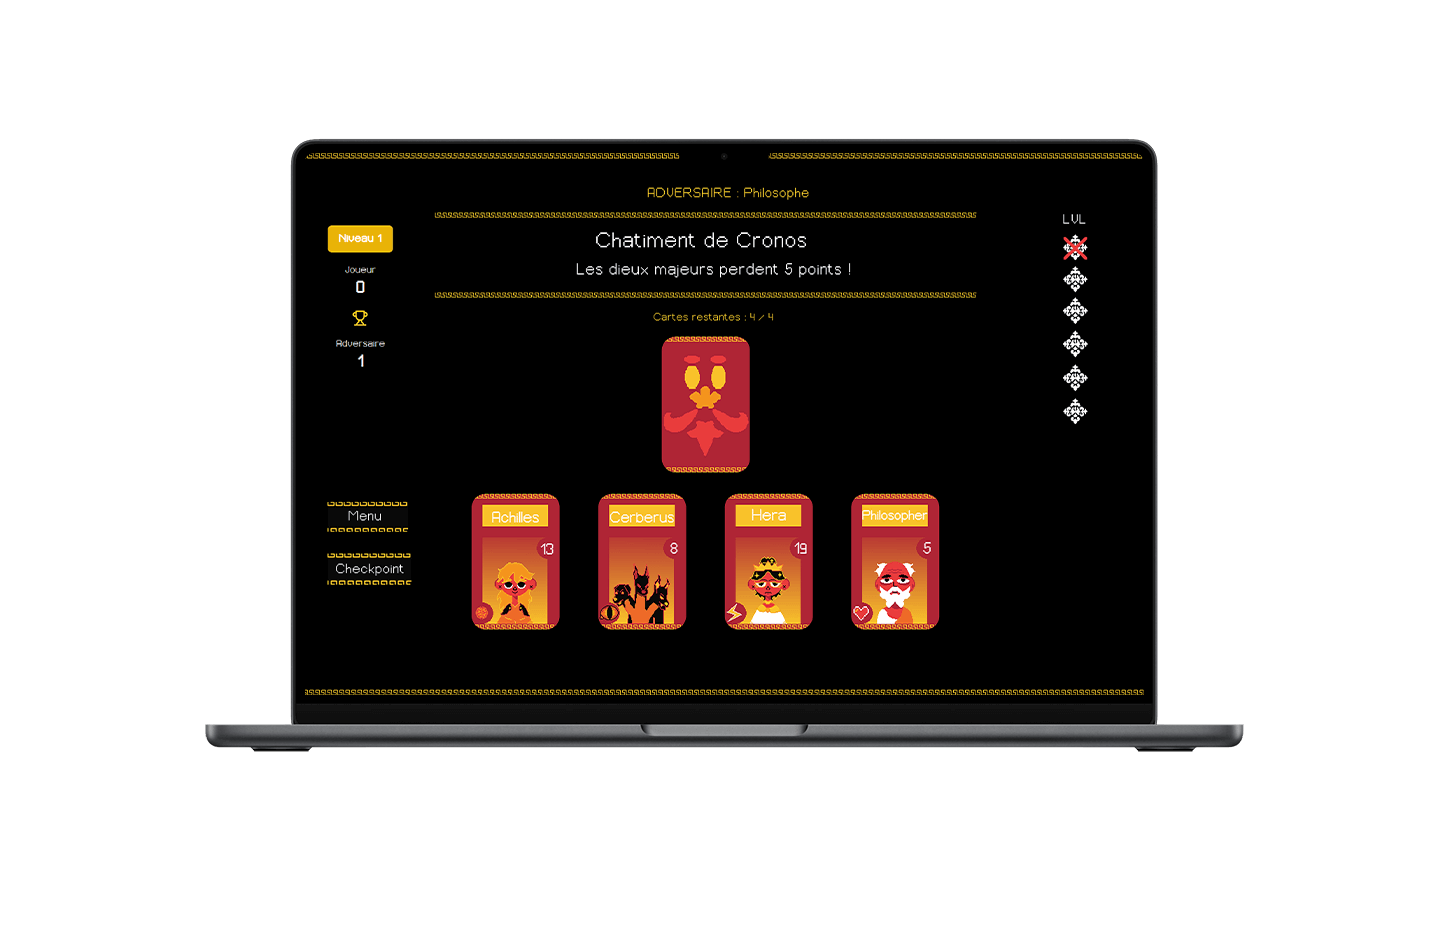 ADVERSAIRE : Philosophe
Niveau 1
Joueur
0
Adversaire
1
Chatiment de Cronos
Les dieux majeurs perdent 5 points !
Cartes restantes : 4 / 4
LVL
Menu
Checkpoint
Achilles
13
Cerberus
8
Hera
19
Philosopher
5